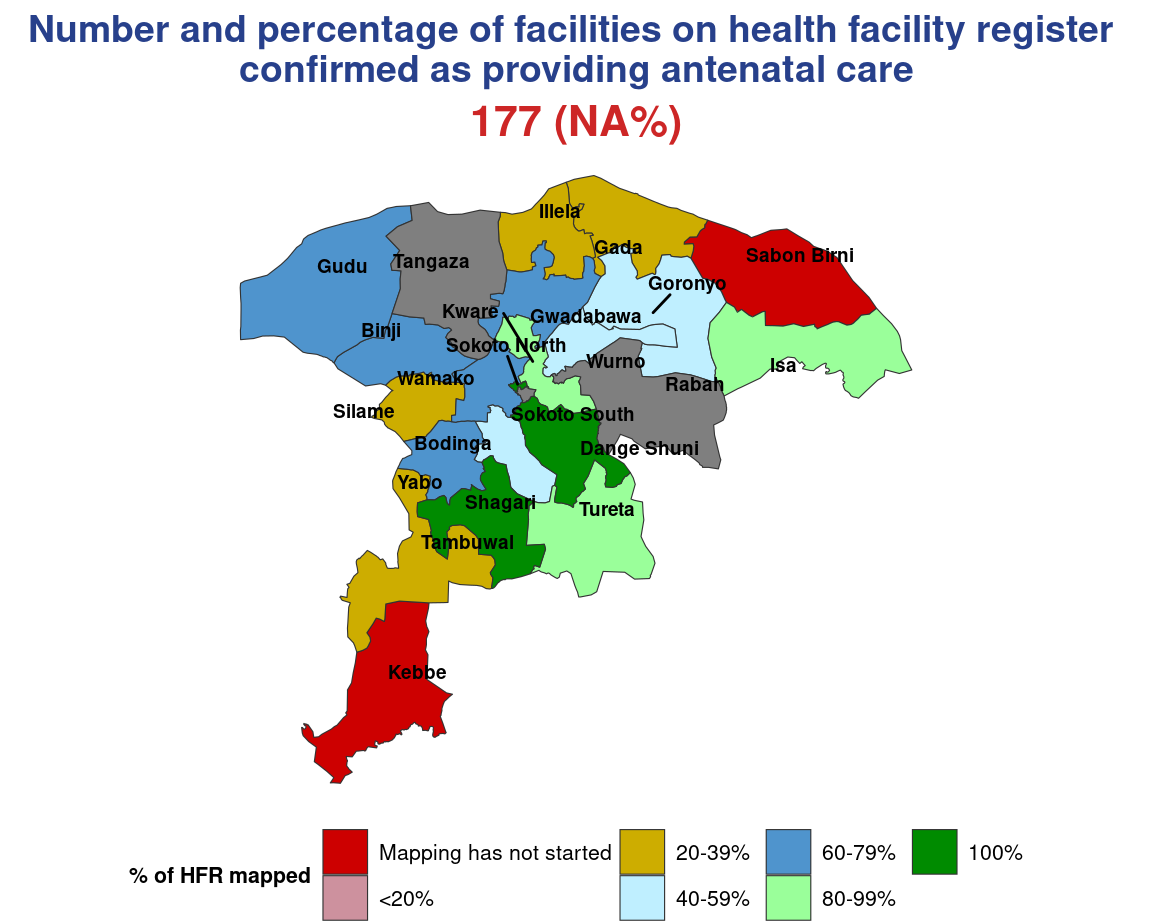 Number and percentage of facilities on health facility register
confirmed as providing antenatal care
177 (NA%)
Illela
Gada
Sabon Birni
Gudu
Tangaza
Goronyo
Kware
Gwadabawa
Binji
Sokoto North
Wurno
Isa
Wamako
Rabah
Silame
Sokoto South
Bodinga
Dange Shuni
Yabo
Shagari
Tureta
Tambuwal
Kebbe
% of HFR mapped
Mapping has not started
<20%
20-39%
40-59%
60-79%
80-99%
100%